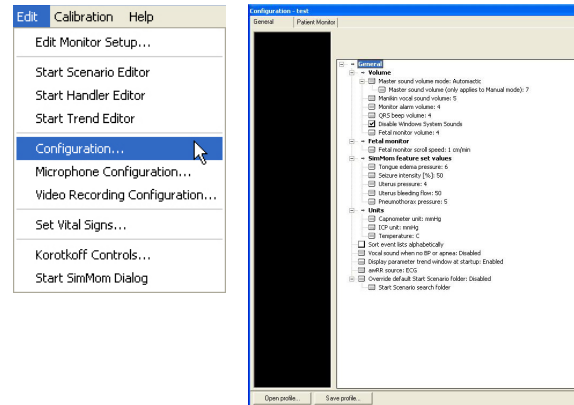 Edit Calibration Help
Edit Monitor Setup...
Start Scenario Editor
Start Handler Editor
Start Trend Editor
Configuration...
Microphone Configuration...
Video Recording Configuration...
Set Vital Signs...
Korotkoff Controls...
Start SimMom Dialog
Configuration - test
General Patient Monitor
General
Volume
Master sound volume mode: Automactic
Master sound volume (only applies to Manual mode): 7
Manikin vocal sound volume: 5
Monitor alarm volume: 4
QRS beep volume: 4
Disable Windows System Sounds
Fetal monitor volume: 4
Fetal monitor
Fetal monitor scroll speed: 1 cm/min
SimMom feature set values
Tongue edema pressure: 6
Seizure intensity [%]: 50
Uterus pressure: 4
Uterus bleeding flow: 50
Pneumothorax pressure: 5
Units
Capnometer unit: mmHg
ICP unit: mmHg
Temperature: C
Sort event lists alphabetically
Vocal sound when no BP or apnea: Disabled
Display parameter trend window at startup: Enabled
awRR source: ECG
Override default Start Scenario folder: Disabled
Start Scenario search folder
Open profile... Save profile...